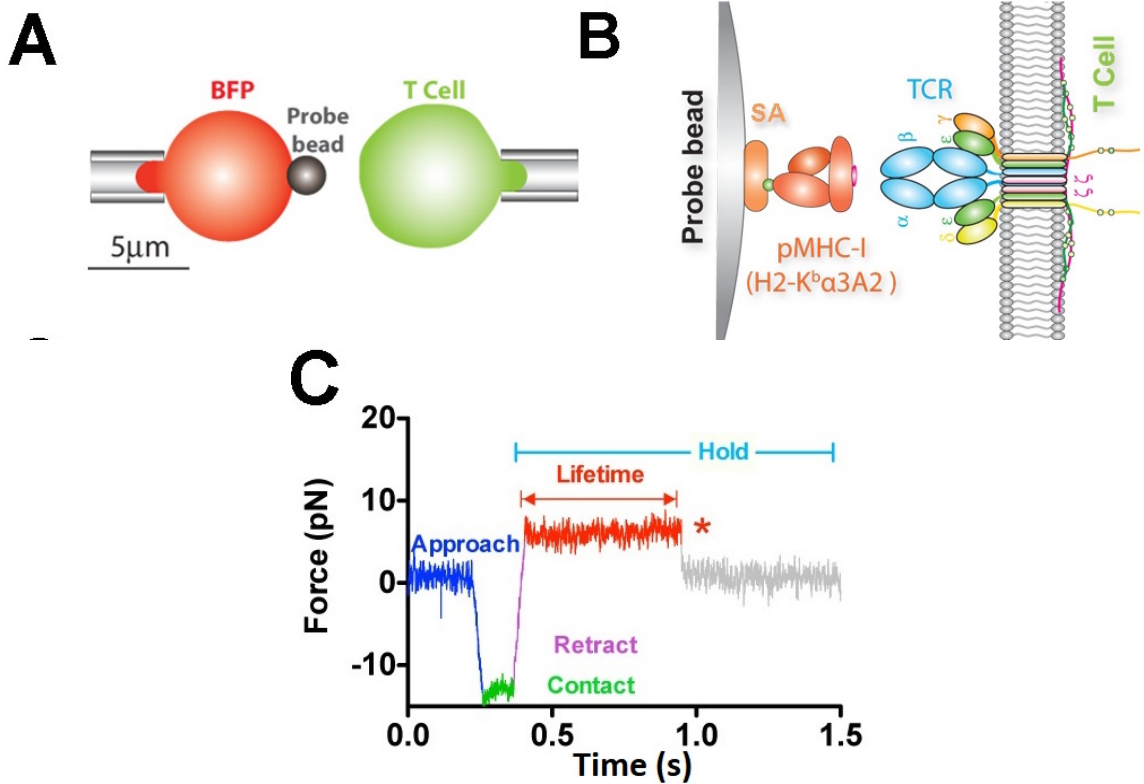 A
BFP
T Cell
Probe
bead
5μm
B
Probe bead
SA
pMHC-I
(H2-Kᵇα3A2 )
TCR
β
α
γ
ε
ε
δ
ζ
ζ
T Cell
C
Force (pN)
20
10
0
-10
Hold
Lifetime
*
Approach
Retract
Contact
0.0
0.5
1.0
1.5
Time (s)